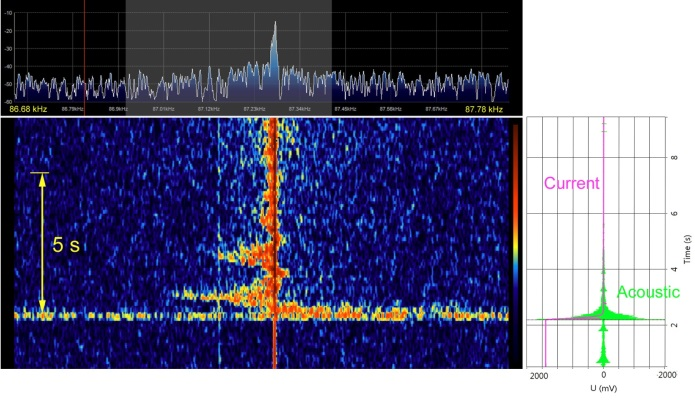 -10
-20
-30
-40
-50
-60
86.68 kHz 86.79kHz 86.9kHz 87.01kHz 87.12kHz 87.23kHz 87.34kHz 87.45kHz 87.56kHz 87.67kHz 87.78 kHz
5 s
8
6
4
2
Time (s)
Current
Acoustic
2000 0 2000
U (mV)